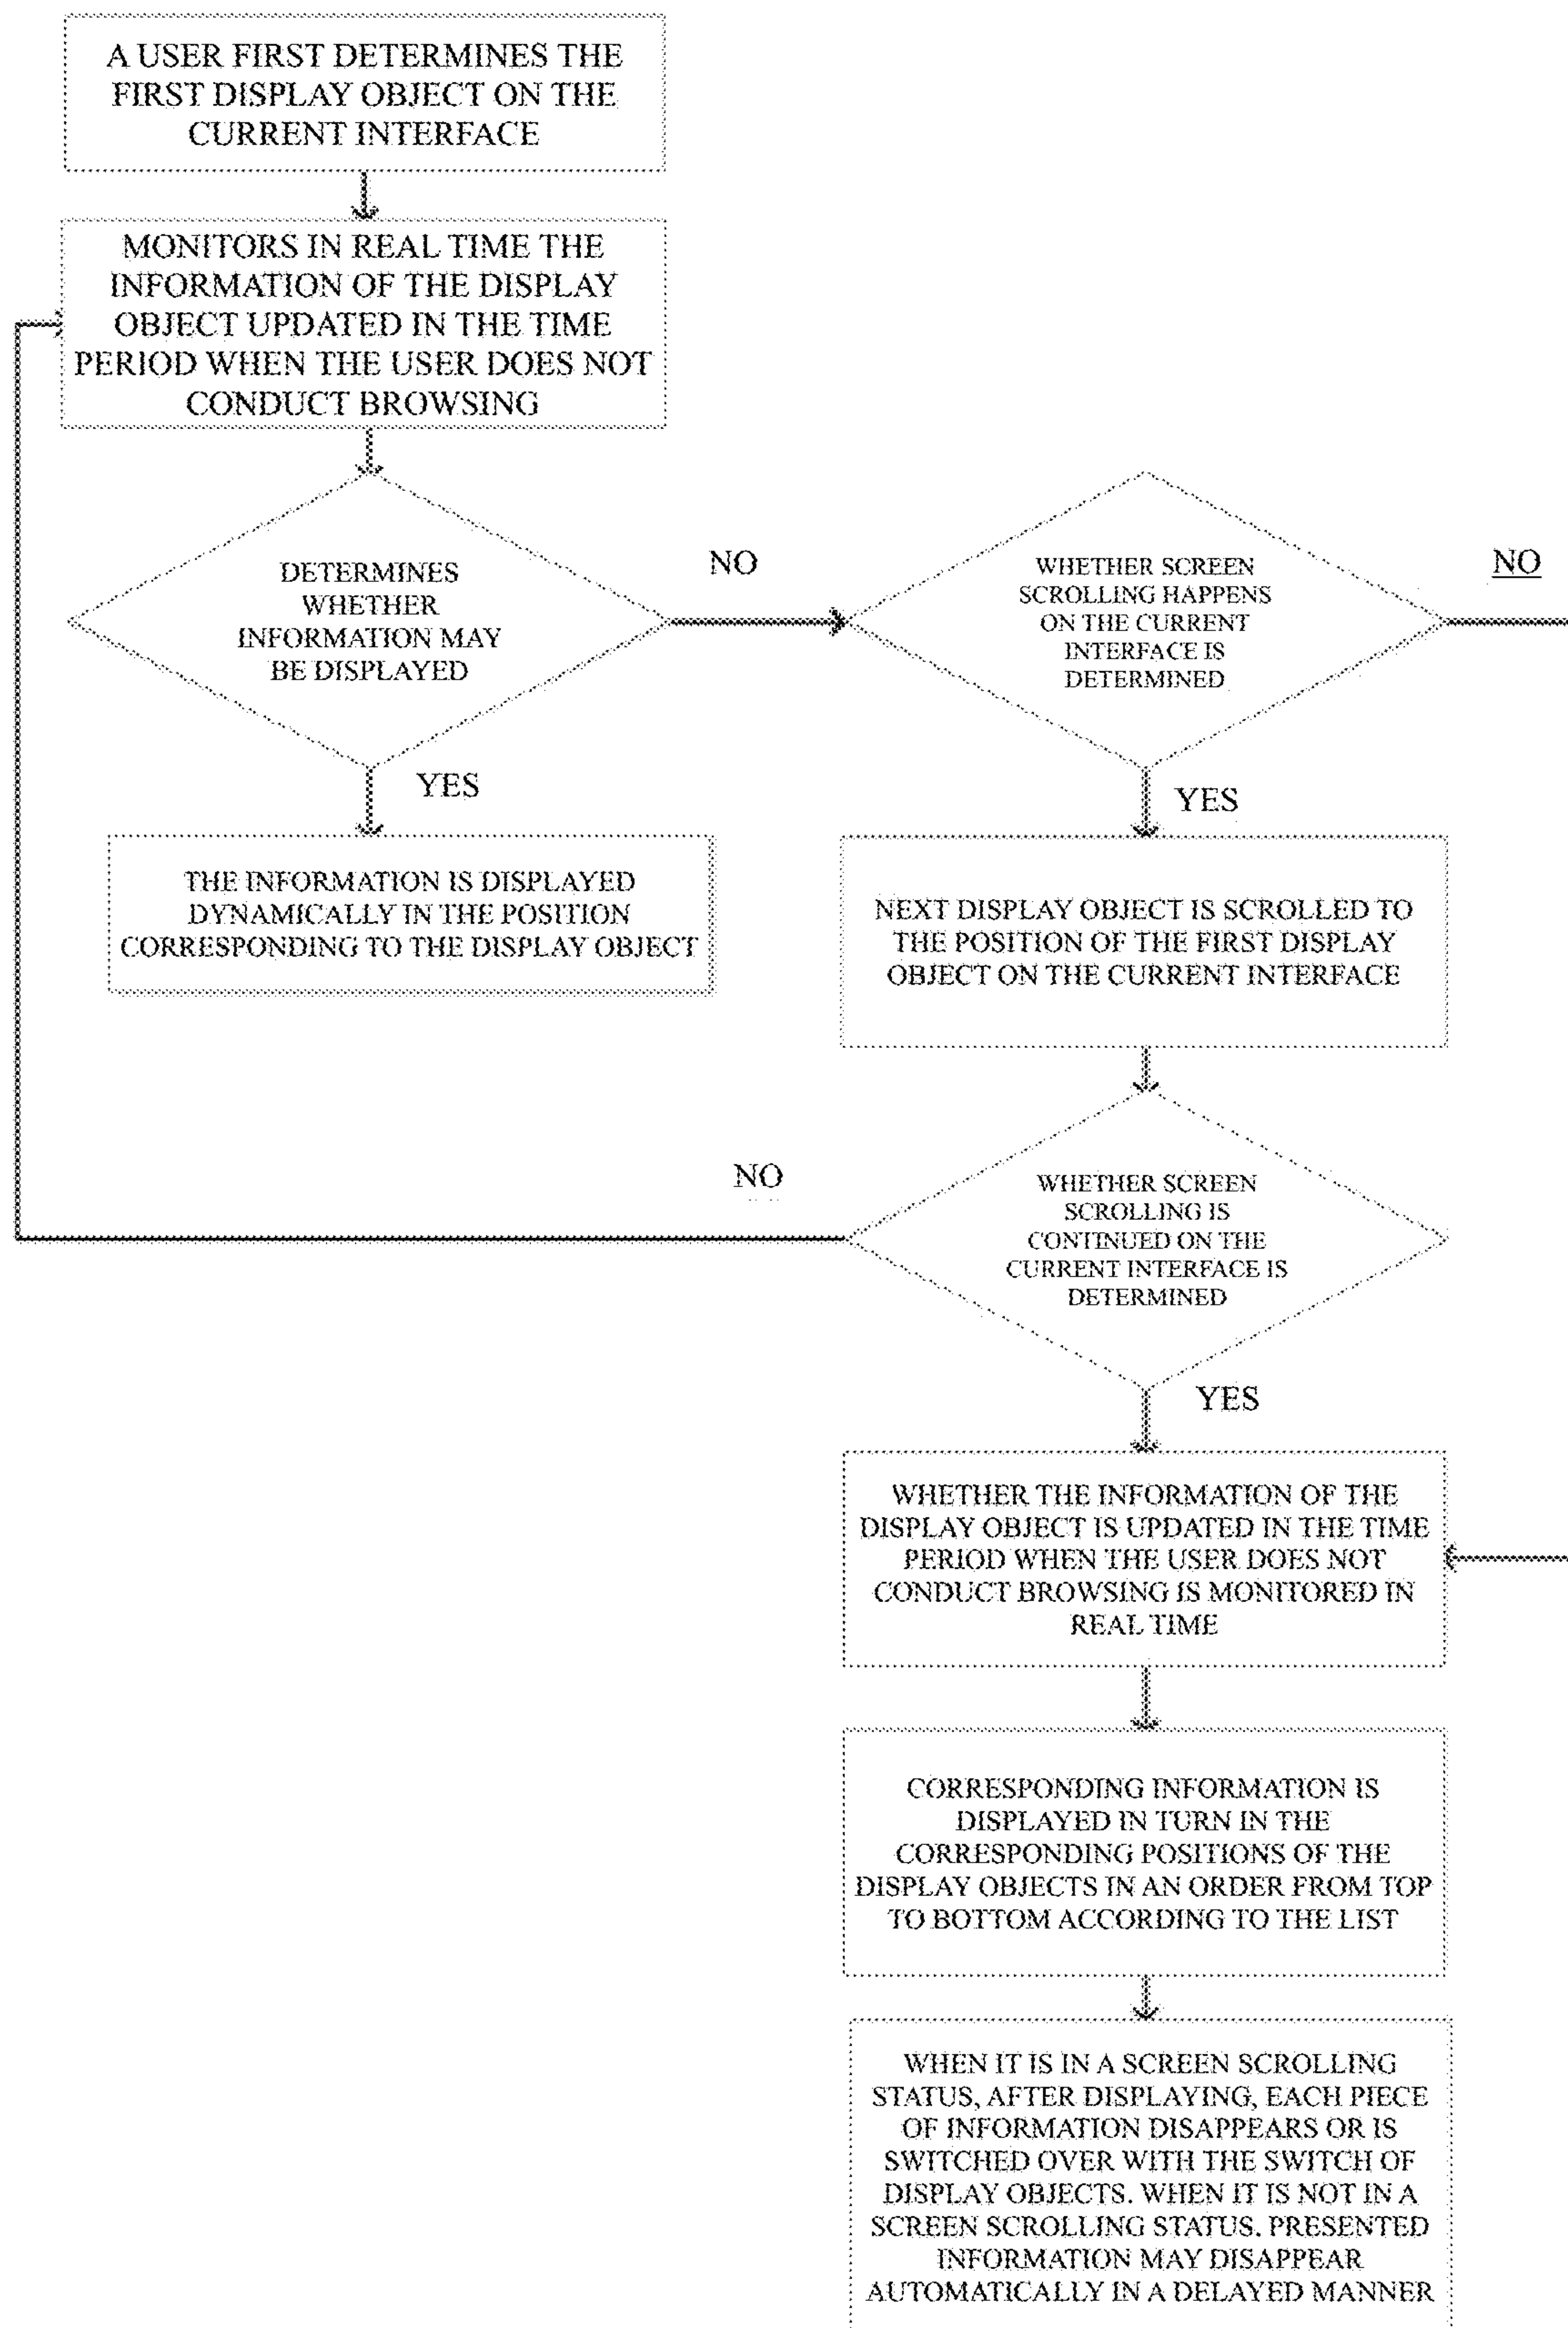 A USER FIRST DETERMINES THE
FIRST DISPLAY OBJECT ON THE
CURRENT INTERFACE
MONITORS IN REAL TIME THE
INFORMATION OF THE DISPLAY
OBJECT UPDATED IN THE TIME
PERIOD WHEN THE USER DOES NOT
CONDUCT BROWSING
DETERMINES
WHETHER
INFORMATION MAY
BE DISPLAYED
NO
WHETHER SCREEN
SCROLLING HAPPENS
ON THE CURRENT
INTERFACE IS
DETERMINED
NO
YES
THE INFORMATION IS DISPLAYED
DYNAMICALLY IN THE POSITION
CORRESPONDING TO THE DISPLAY OBJECT
YES
NEXT DISPLAY OBJECT IS SCROLLED TO
THE POSITION OF THE FIRST DISPLAY
OBJECT ON THE CURRENT INTERFACE
NO
WHETHER SCREEN
SCROLLING IS
CONTINUED ON THE
CURRENT INTERFACE IS
DETERMINED
YES
WHETHER THE INFORMATION OF THE
DISPLAY OBJECT IS UPDATED IN THE TIME
PERIOD WHEN THE USER DOES NOT
CONDUCT BROWSING IS MONITORED IN
REAL TIME
CORRESPONDING INFORMATION IS
DISPLAYED IN TURN IN THE
CORRESPONDING POSITIONS OF THE
DISPLAY OBJECTS IN AN ORDER FROM TOP
TO BOTTOM ACCORDING TO THE LIST
WHEN IT IS IN A SCREEN SCROLLING
STATUS, AFTER DISPLAYING, EACH PIECE
OF INFORMATION DISAPPEARS OR IS
SWITCHED OVER WITH THE SWITCH OF
DISPLAY OBJECTS. WHEN IT IS NOT IN A
SCREEN SCROLLING STATUS. PRESENTED
INFORMATION MAY DISAPPEAR
AUTOMATICALLY IN A DELAYED MANNER